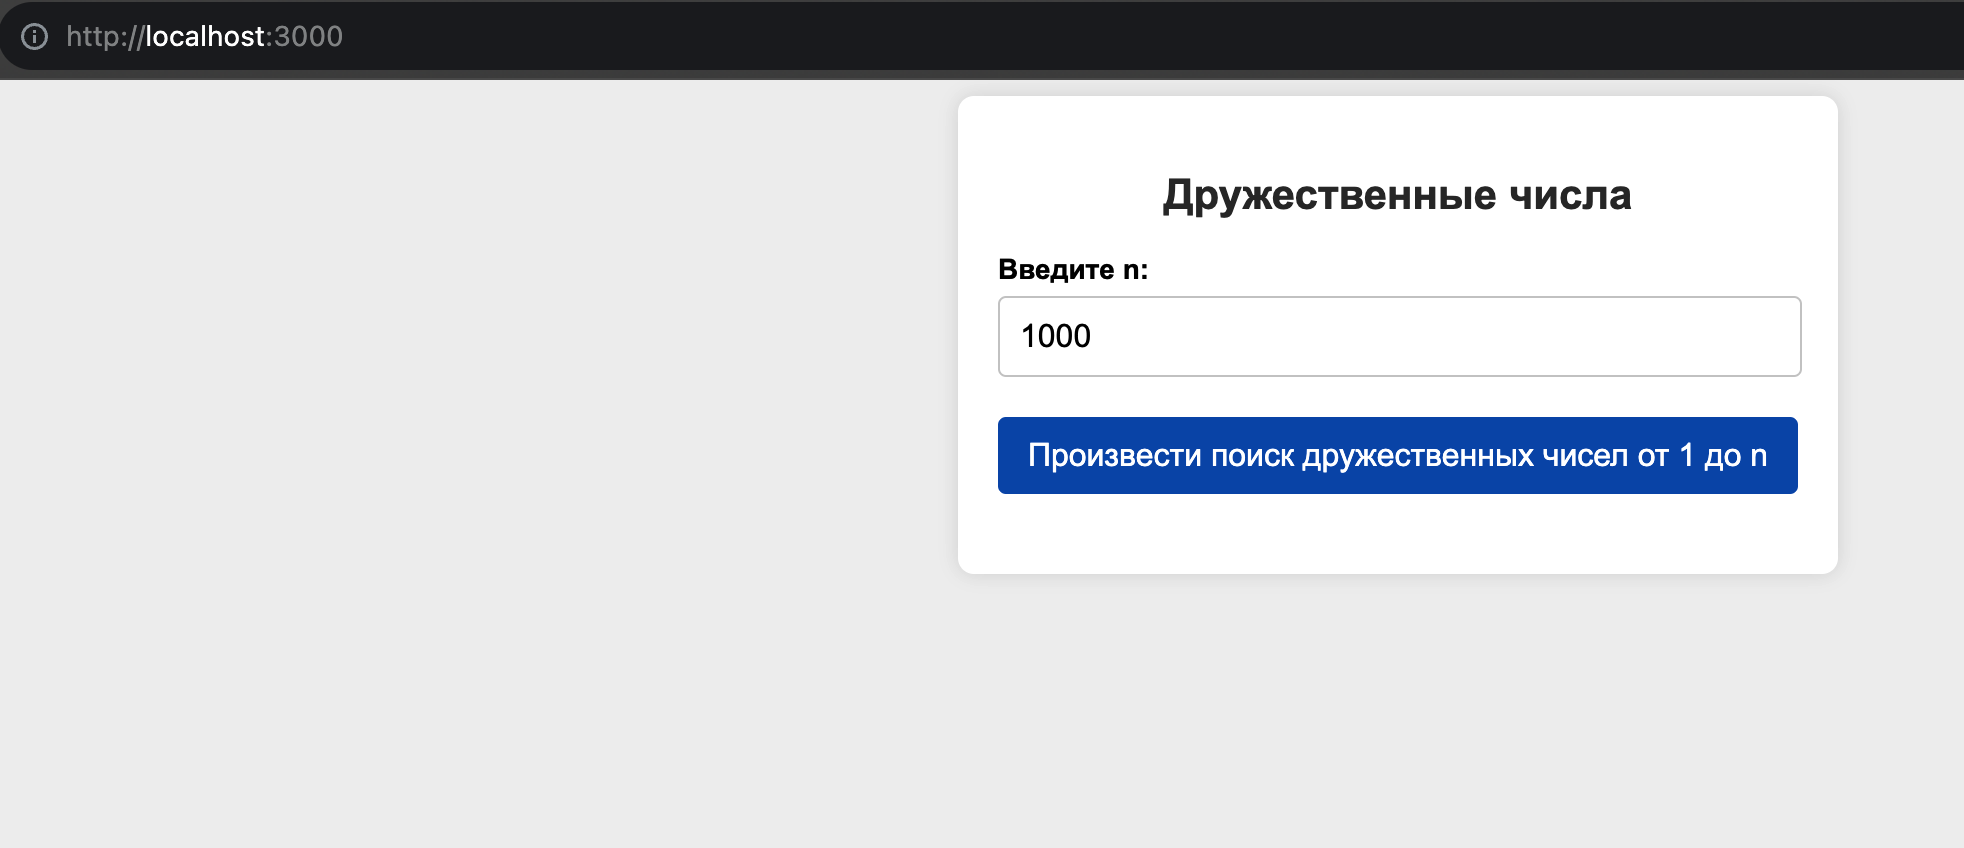 http://localhost:3000
Дружественные числа
Введите n:
1000
Произвести поиск дружественных чисел от 1 до n